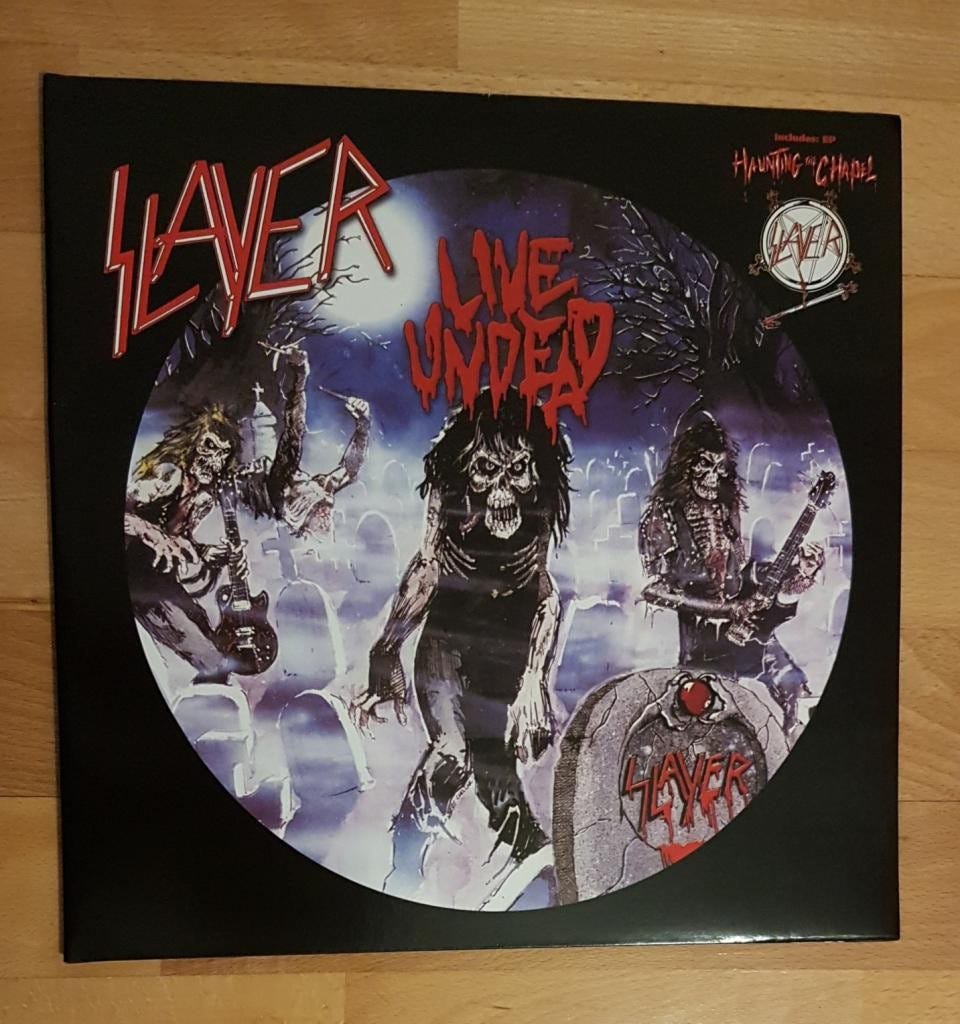 SLAYER
Includes: EP
HAUNTING THE CHAPEL
SLAYER
LIVE
UNDEAD
SLAYER